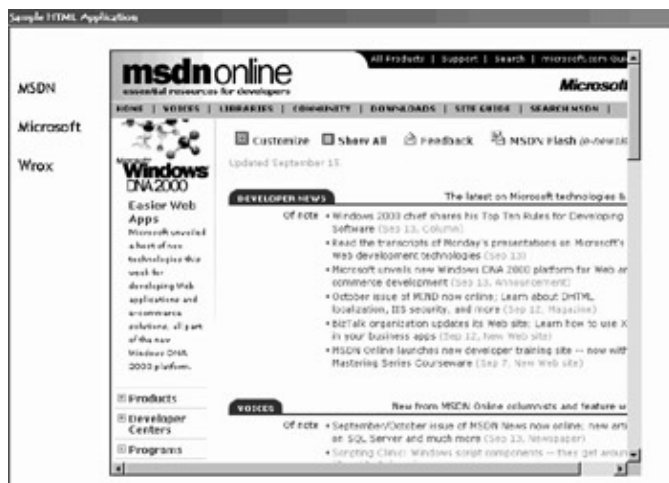 Sample HTML Application
MSDN
Microsoft
Wrox
All Products | Support | Search | microsoft.com Gui
msdn online
essential resources for developers
Microsoft
HOME | VOICES | LIBRARIES | COMMUNITY | DOWNLOADS | SITE GUIDE | SEARCH MSDN |
Microsoft
Windows
DNA 2000
Easier Web
Apps
Microsoft unveiled
a host of new
technologies this
week for
developing Web
applications and
e-commerce
solutions, all part
of the new
Windows DNA
2000 platform.
Products
Developer
Centers
Programs
Customize Show All Feedback MSDN Flash (e-newsl
Updated September 15
DEVELOPER NEWS The latest on Microsoft technologies &
Of note • Windows 2000 chief shares his Top Ten Rules for Developing
Software (Sep 13, Column)
• Read the transcripts of Monday's presentations on Microsoft's
Web development technologies (Sep 13)
• Microsoft unveils new Windows DNA 2000 platform for Web an
commerce development (Sep 13, Announcement)
• October issue of MIND now online; Learn about DHTML
localization, IIS security, and more (Sep 12, Magazine)
• BizTalk organization updates its Web site; Learn how to use X
in your business apps (Sep 12, New Web site)
• MSDN Online launches new developer training site -- now with
Mastering Series Courseware (Sep 7, New Web site)
VOICES New from MSDN Online columnists and feature w
Of note • September/October issue of MSDN News now online; new arti
on SQL Server and much more (Sep 13, Newspaper)
• Scripting Clinic: Windows script components -- they get aroun